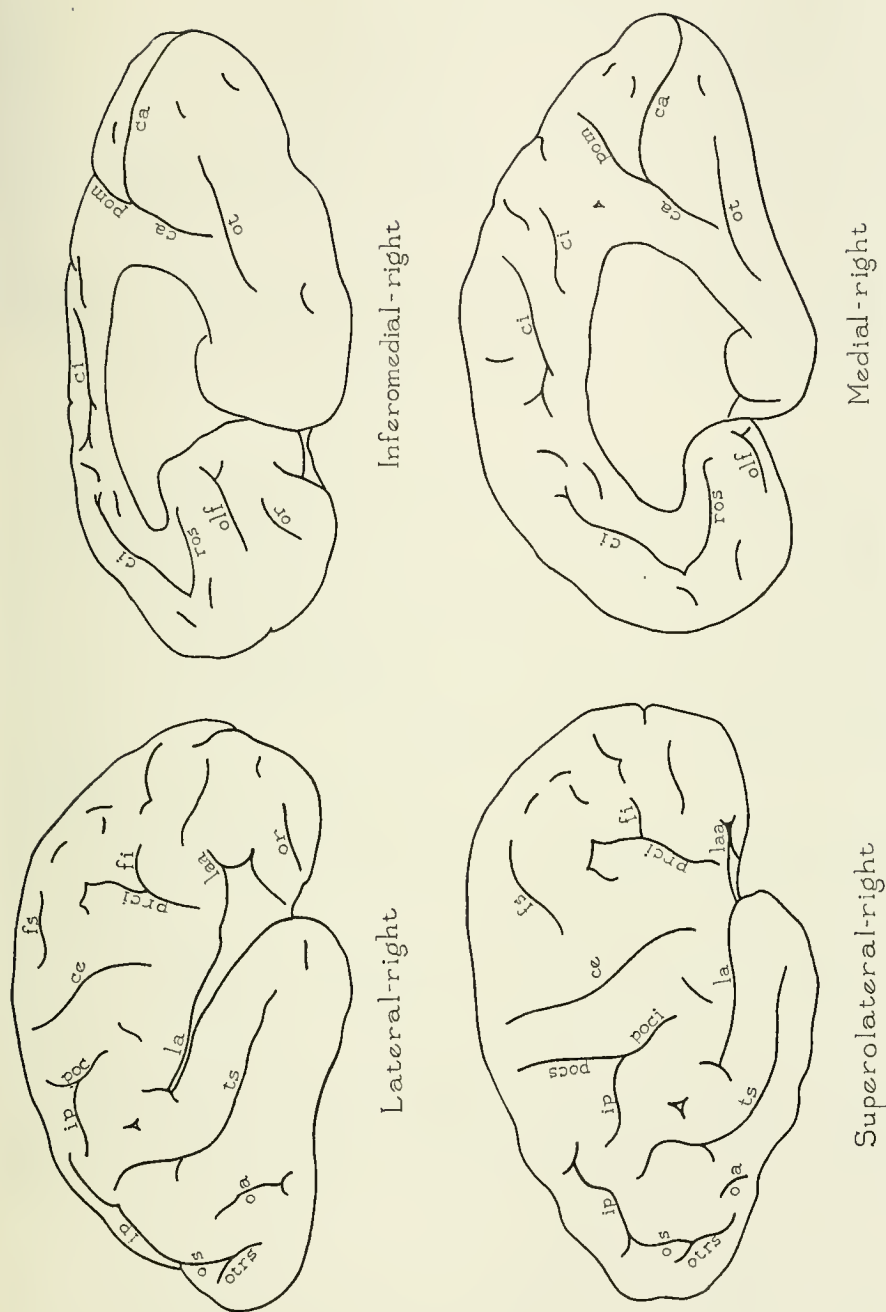 fs
ce
poc
ip
ip
prci
fi
laa
or
la
ts
os
otrs
oa
Lateral-right
ci
ci
pom
ca
ca
ros
olf
or
ot
Inferomedial-right
fs
ce
pocs
poci
ip
ip
prci
fi
laa
la
ts
os
otrs
oa
Superolateral-right
ci
ci
ci
pom
ca
ca
ros
olf
ot
Medial-right